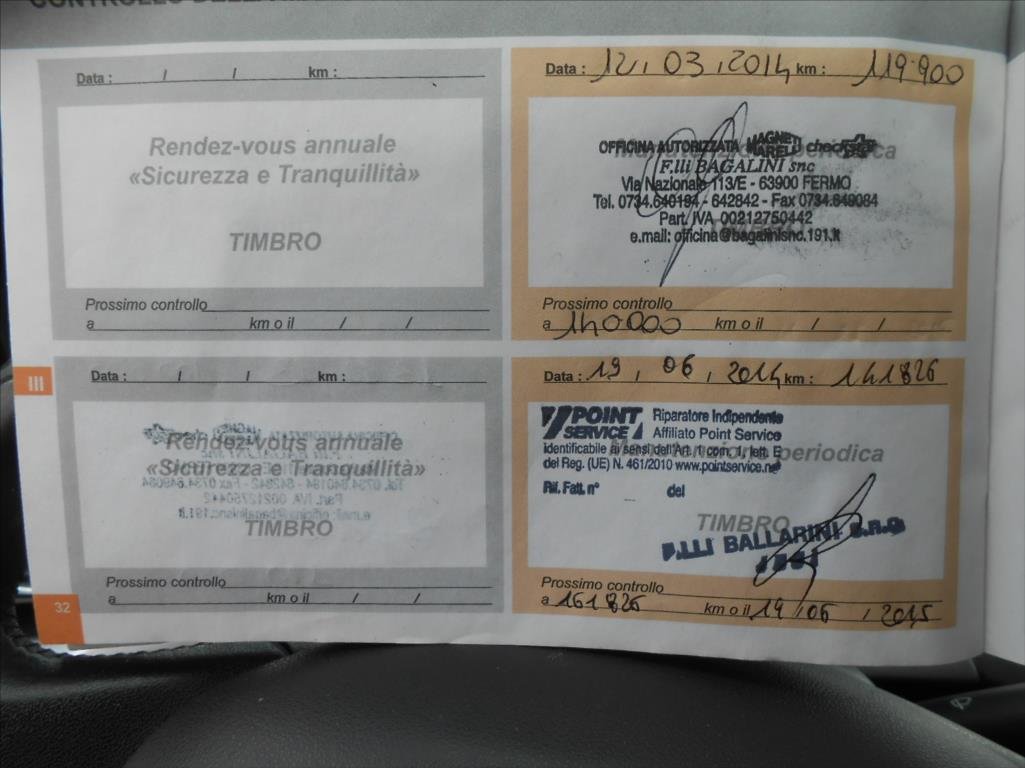 Data : / / km :
Rendez-vous annuale
«Sicurezza e Tranquillità»
TIMBRO
Prossimo controllo
a km o il / /
Data : 12 . 03 . 2014 km : 119.900
OFFICINA AUTORIZZATA MAGNETI MARELLI checkstar
F.lli BAGALINI snc
Via Nazionale 113/E - 63900 FERMO
Tel. 0734.640194 - 642842 - Fax 0734.649084
Part. IVA 00212750442
e.mail: officina@bagalinisnc.191.it
periodica
Prossimo controllo
a 140000 km o il / /
III
Data : / / km :
Rendez-vous annuale
«Sicurezza e Tranquillità»
TIMBRO
Prossimo controllo
a km o il / /
Data : 19 , 06 , 2014 km : 141826
POINT SERVICE
Riparatore Indipendente
Affiliato Point Service
identificabile ai sensi dell'Art. 1 com. 1, lett. E
del Reg. (UE) N. 461/2010 www.pointservice.net
periodica
Rif. Fatt. n° del
TIMBRO
F.LLI BALLARINI S.N.C.
Prossimo controllo
a 161826 km o il 19 / 06 / 2015
32